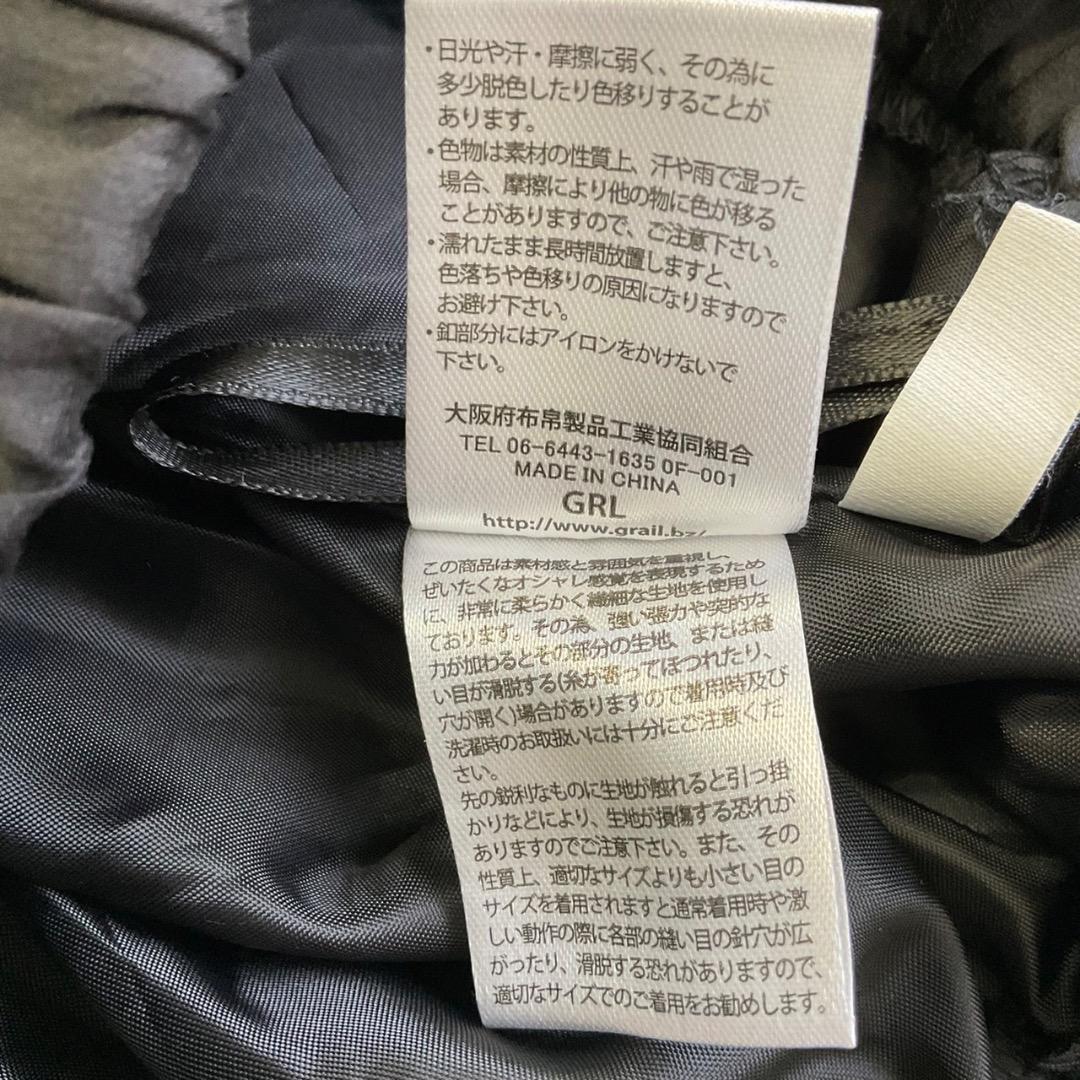 ・日光や汗・摩擦に弱く、その為に
多少脱色したり色移りすることが
あります。
・色物は素材の性質上、汗や雨で湿った
場合、摩擦により他の物に色が移る
ことがありますので、ご注意下さい。
・濡れたまま長時間放置しますと、
色落ちや色移りの原因になりますので
お避け下さい。
・釦部分にはアイロンをかけないで
下さい。
大阪府布帛製品工業協同組合
TEL 06-6443-1635 0F-001
MADE IN CHINA
GRL
http://www.grail.bz/
この商品は素材感と雰囲気を重視し、
ぜいたくなオシャレ感覚を表現するため
に、非常に柔らかく繊細な生地を使用し
ております。その為、強い張力や突的な
力が加わるとその部分の生地、または縫
い目が滑脱する(糸が寄ってほつれたり、
穴が開く)場合がありますので着用時及び
洗濯時のお取扱いには十分にご注意くだ
さい。
先の鋭利なものに生地が触れると引っ掛
かりなどにより、生地が損傷する恐れが
ありますのでご注意下さい。また、その
性質上、適切なサイズよりも小さい目の
サイズを着用されますと通常着用時や激
しい動作の際に各部の縫い目の針穴が広
がったり、滑脱する恐れがありますので、
適切なサイズでのご着用をお勧めします。